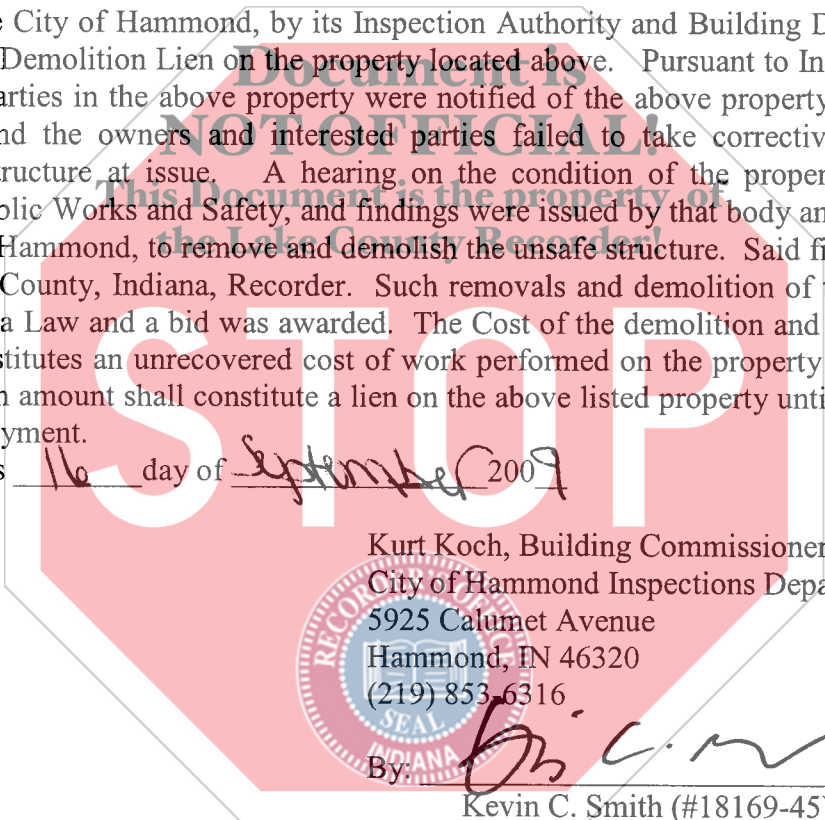 e City of Hammond, by its Inspection Authority and Building D
Demolition Lien on the property located above. Pursuant to In
arties in the above property were notified of the above property
nd the owners and interested parties failed to take correctiv
ructure at issue. A hearing on the condition of the proper
olic Works and Safety, and findings were issued by that body an
Hammond, to remove and demolish the unsafe structure. Said fi
County, Indiana, Recorder. Such removals and demolition of
a Law and a bid was awarded. The Cost of the demolition and
stitutes an unrecovered cost of work performed on the property
n amount shall constitute a lien on the above listed property unti
yment.
s 16 day of September 2009
Kurt Koch, Building Commissioner
City of Hammond Inspections Depa
5925 Calumet Avenue
Hammond, IN 46320
(219) 853-6316
By:
Kevin C. Smith (#18169-45)
Document is
NOT OFFICIAL!
This Document is the property of
the Lake County Recorder!
STOP
RECORDER'S OFFICE
SEAL
INDIANA